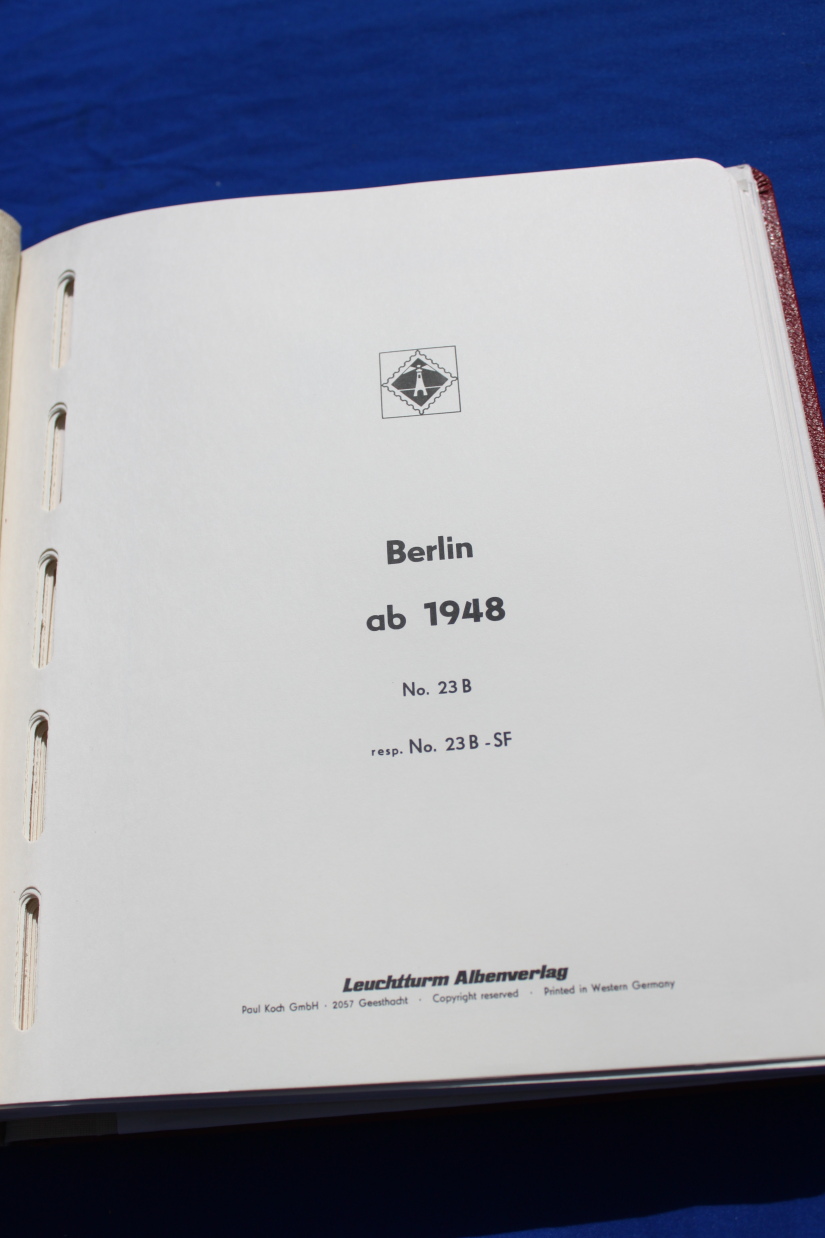 Berlin
ab 1948
No. 23 B
resp. No. 23 B - SF
Leuchtturm Albenverlag
Paul Koch GmbH · 2057 Geesthacht · Copyright reserved · Printed in Western Germany